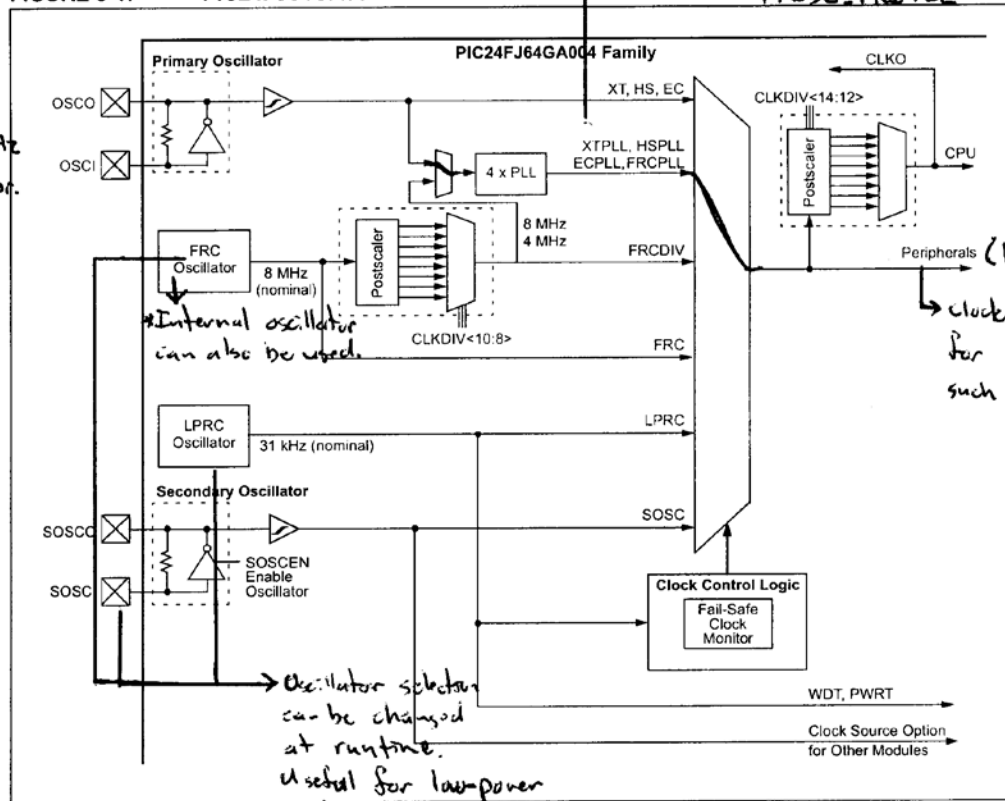 PIC24FJ64GA004 Family
Primary Oscillator
OSCO
OSCI
XT, HS, EC
XTPLL, HSPLL
ECPLL, FRCPLL
4 x PLL
CLKO
CLKDIV<14:12>
Postscaler
CPU
or.
FRC
Oscillator
8 MHz
(nominal)
Postscaler
CLKDIV<10:8>
8 MHz
4 MHz
FRCDIV
Peripherals
*Internal oscillator
can also be used.
clock
for
such
FRC
LPRC
Oscillator
31 kHz (nominal)
LPRC
Secondary Oscillator
SOSCO
SOSC
SOSCEN
Enable
Oscillator
SOSC
Clock Control Logic
Fail-Safe
Clock
Monitor
WDT, PWRT
Clock Source Option
for Other Modules
Oscillator selection
can be changed
at runtime.
Useful for low-power